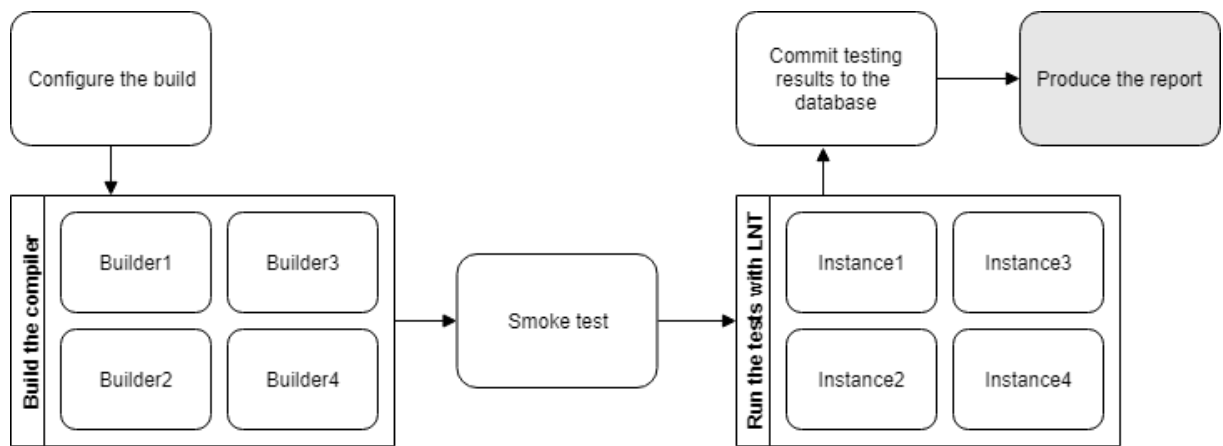 Configure the build
Build the compiler
Builder1
Builder3
Builder2
Builder4
Smoke test
Run the tests with LNT
Instance1
Instance3
Instance2
Instance4
Commit testing
results to the
database
Produce the report